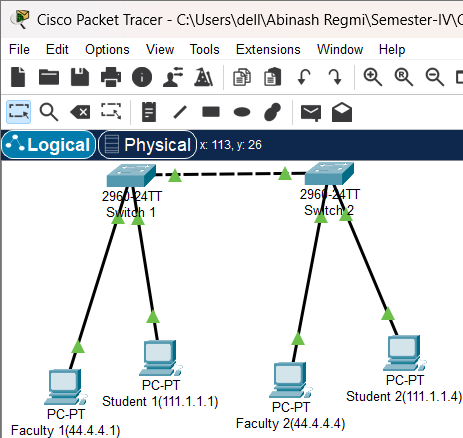 Cisco Packet Tracer - C:\Users\dell\Abinash Regmi\Semester-IV\C
File Edit Options View Tools Extensions Window Help
Logical Physical x: 113, y: 26
2960-24TT
Switch 1
2960-24TT
Switch 2
PC-PT
Student 1(111.1.1.1)
PC-PT
Student 2(111.1.1.4)
PC-PT
Faculty 1(44.4.4.1)
PC-PT
Faculty 2(44.4.4.4)